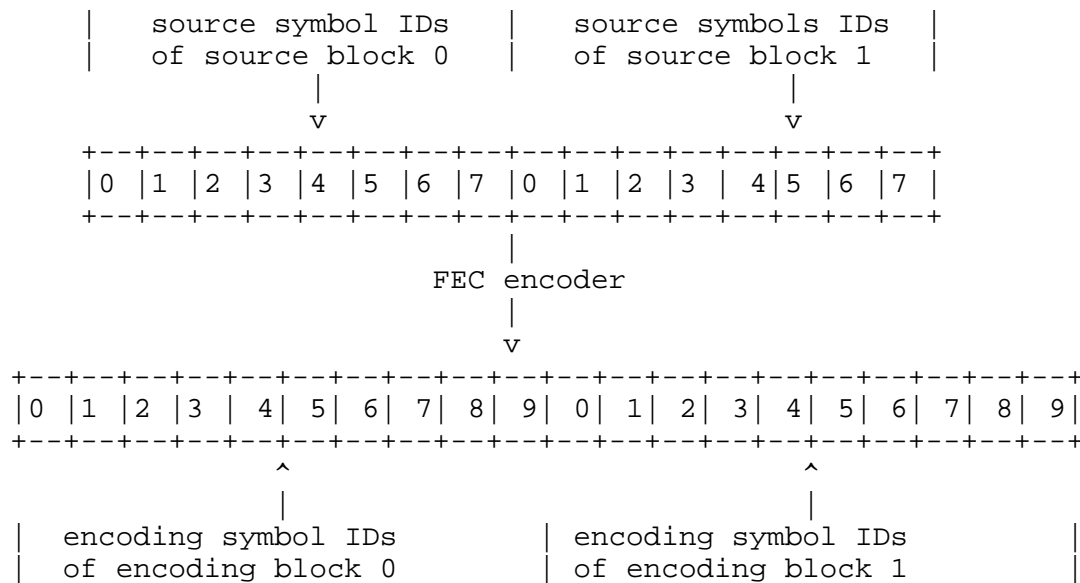 |    source symbol IDs   |   source symbols IDs  |
|    of source block 0   |   of source block 1   |
             |                          |
             v                          v
+--+--+--+--+--+--+--+--+--+--+--+--+--+--+--+--+
|0 |1 |2 |3 |4 |5 |6 |7 |0 |1 |2 |3 | 4|5 |6 |7 |
+--+--+--+--+--+--+--+--+--+--+--+--+--+--+--+--+
                        |
                   FEC encoder
                        |
                        v
+--+--+--+--+--+--+--+--+--+--+--+--+--+--+--+--+--+--+--+--+
|0 |1 |2 |3 | 4| 5| 6| 7| 8| 9| 0| 1| 2| 3| 4| 5| 6| 7| 8| 9|
+--+--+--+--+--+--+--+--+--+--+--+--+--+--+--+--+--+--+--+--+
               ^                             ^
               |                             |
|  encoding symbol IDs        | encoding symbol IDs         |
|  of encoding block 0        | of encoding block 1         |